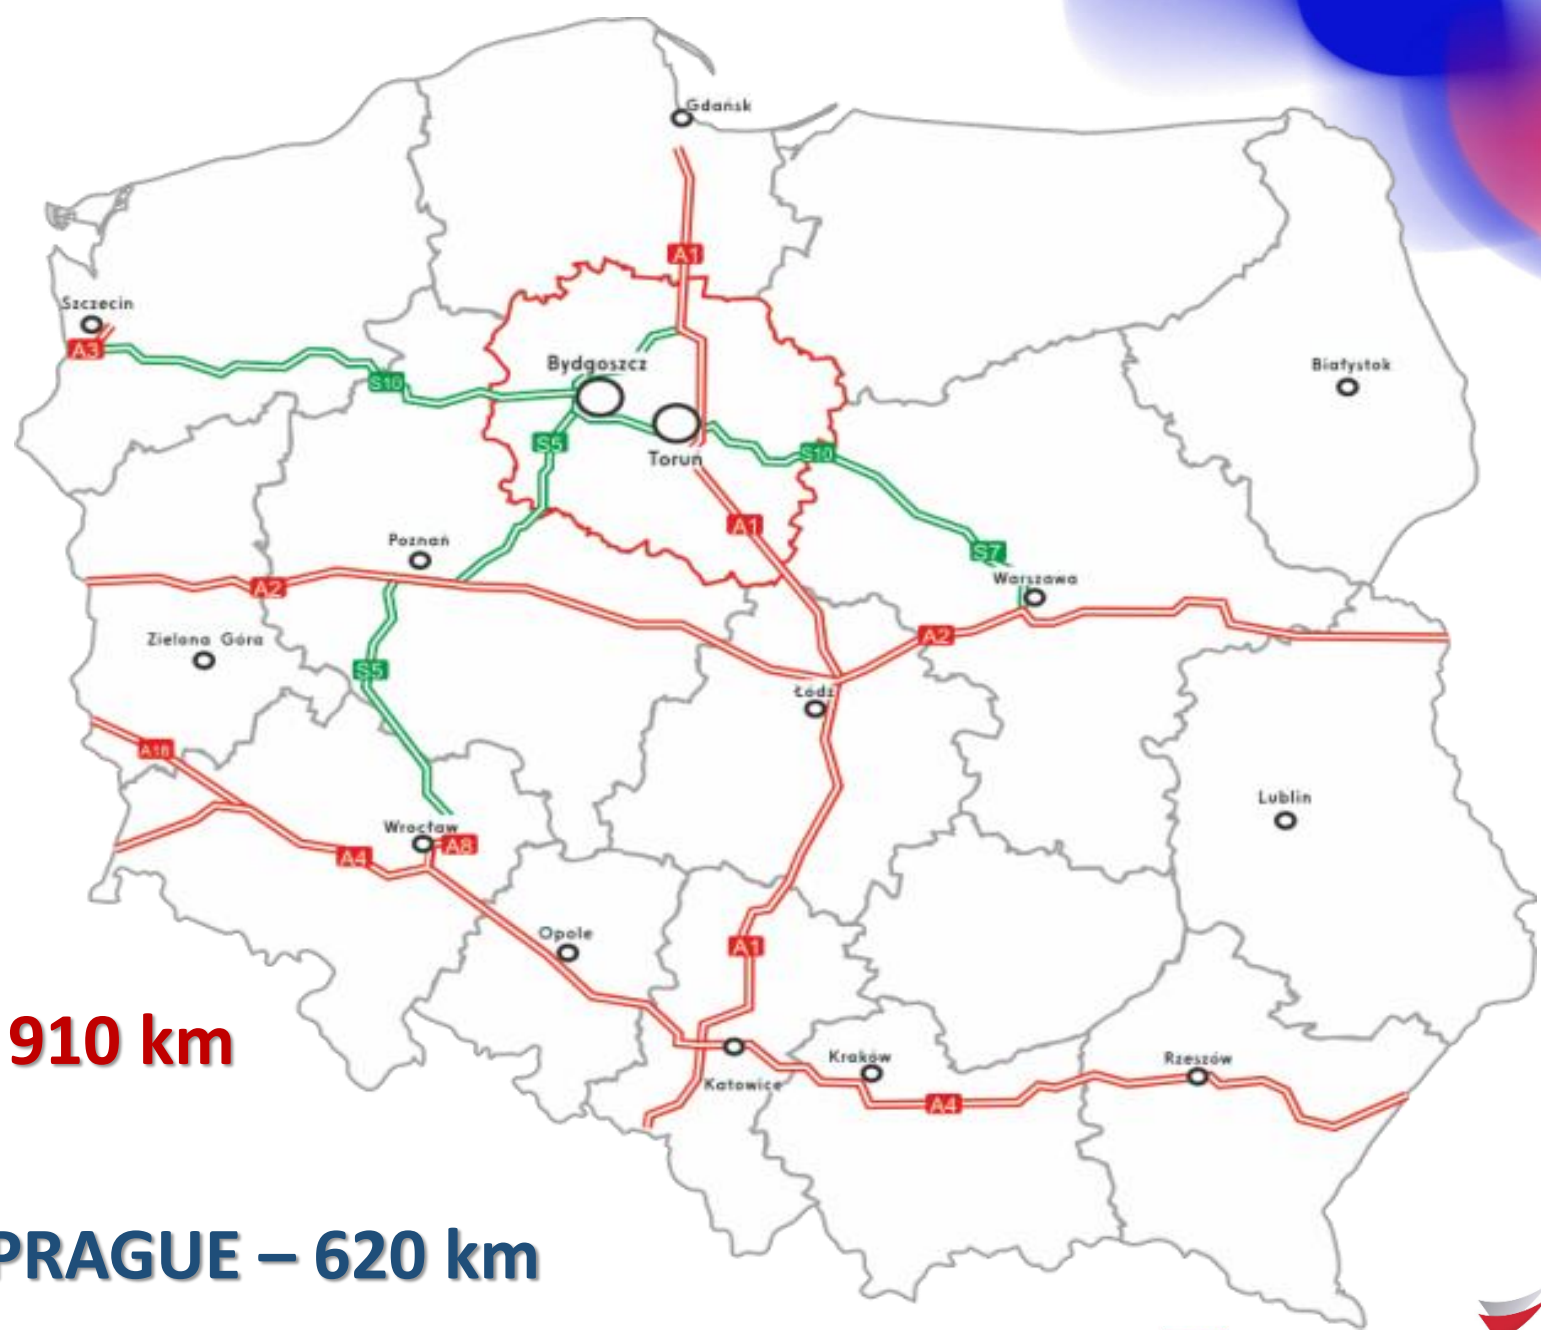 Gdańsk
A1
Szczecin
A3
S10
Bydgoszcz
Białystok
S5
Toruń
S10
A1
Poznań
S7
Warszawa
A2
A2
Zielona Góra
S5
Łódź
A18
Lublin
Wrocław
A8
A4
Opole
A1
910 km
Kraków
Rzeszów
Katowice
A4
PRAGUE – 620 km